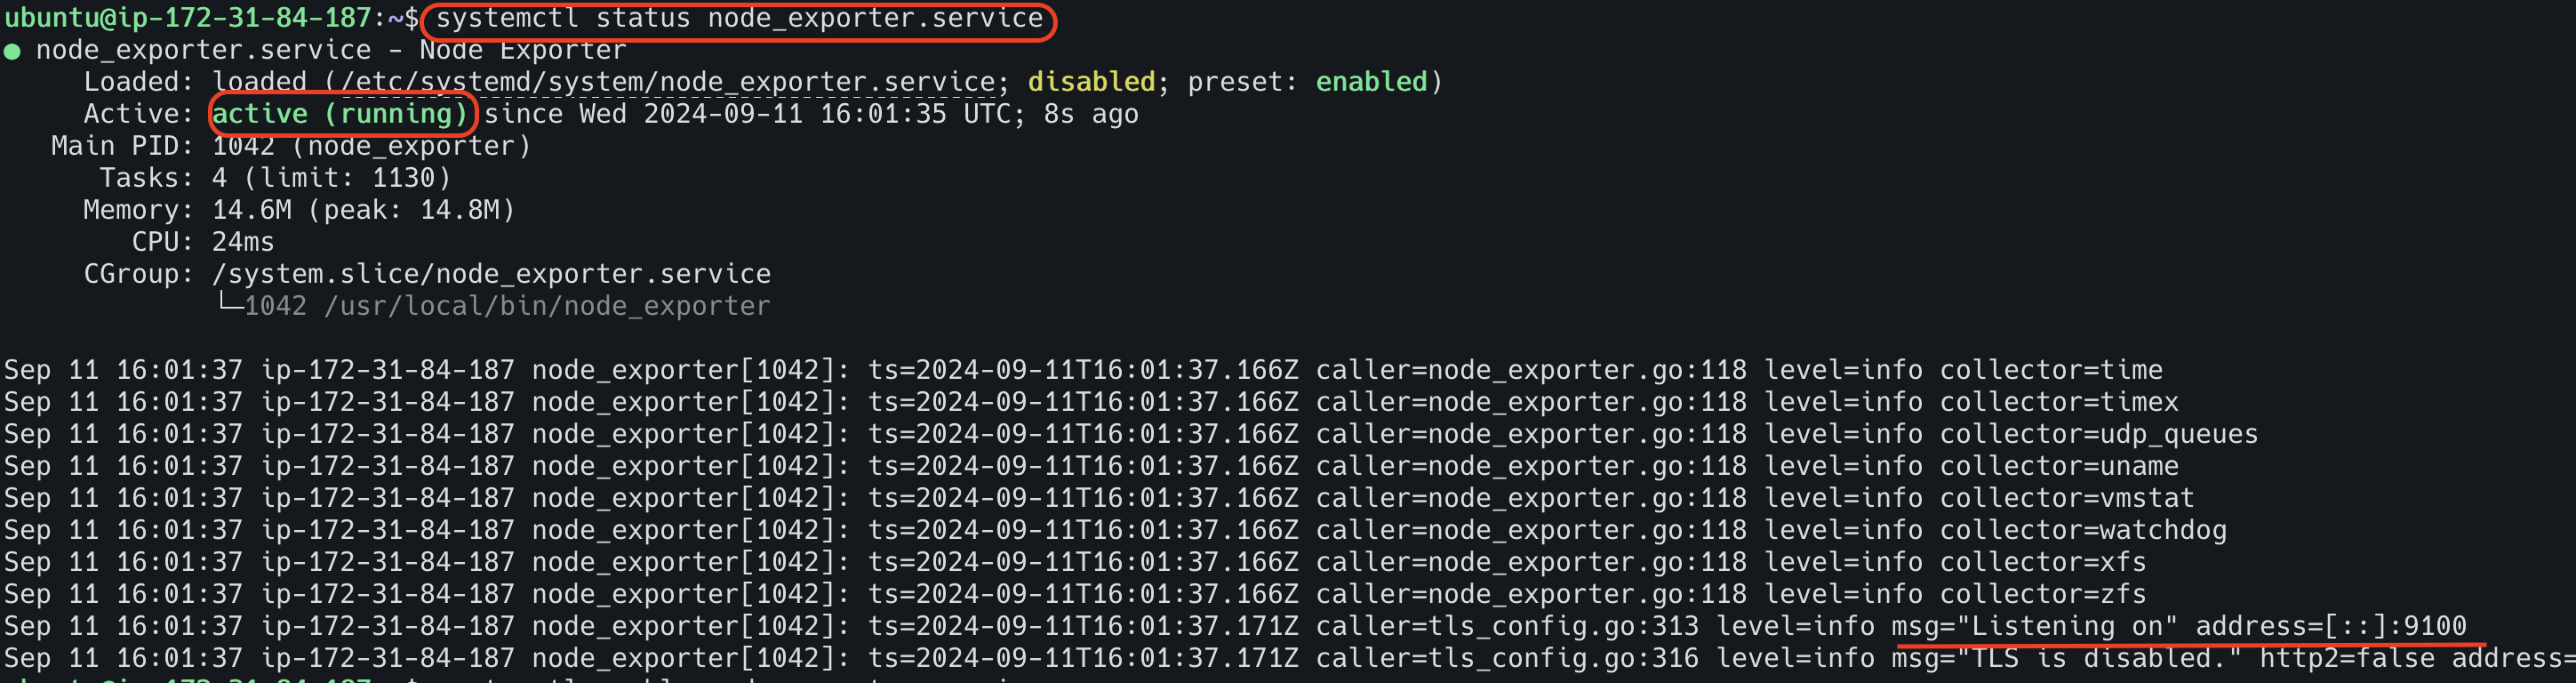 ubuntu@ip-172-31-84-187:~$ systemctl status node_exporter.service
● node_exporter.service - Node Exporter
Loaded: loaded (/etc/systemd/system/node_exporter.service; disabled; preset: enabled)
Active: active (running) since Wed 2024-09-11 16:01:35 UTC; 8s ago
Main PID: 1042 (node_exporter)
Tasks: 4 (limit: 1130)
Memory: 14.6M (peak: 14.8M)
CPU: 24ms
CGroup: /system.slice/node_exporter.service
└─1042 /usr/local/bin/node_exporter
Sep 11 16:01:37 ip-172-31-84-187 node_exporter[1042]: ts=2024-09-11T16:01:37.166Z caller=node_exporter.go:118 level=info collector=time
Sep 11 16:01:37 ip-172-31-84-187 node_exporter[1042]: ts=2024-09-11T16:01:37.166Z caller=node_exporter.go:118 level=info collector=timex
Sep 11 16:01:37 ip-172-31-84-187 node_exporter[1042]: ts=2024-09-11T16:01:37.166Z caller=node_exporter.go:118 level=info collector=udp_queues
Sep 11 16:01:37 ip-172-31-84-187 node_exporter[1042]: ts=2024-09-11T16:01:37.166Z caller=node_exporter.go:118 level=info collector=uname
Sep 11 16:01:37 ip-172-31-84-187 node_exporter[1042]: ts=2024-09-11T16:01:37.166Z caller=node_exporter.go:118 level=info collector=vmstat
Sep 11 16:01:37 ip-172-31-84-187 node_exporter[1042]: ts=2024-09-11T16:01:37.166Z caller=node_exporter.go:118 level=info collector=watchdog
Sep 11 16:01:37 ip-172-31-84-187 node_exporter[1042]: ts=2024-09-11T16:01:37.166Z caller=node_exporter.go:118 level=info collector=xfs
Sep 11 16:01:37 ip-172-31-84-187 node_exporter[1042]: ts=2024-09-11T16:01:37.166Z caller=node_exporter.go:118 level=info collector=zfs
Sep 11 16:01:37 ip-172-31-84-187 node_exporter[1042]: ts=2024-09-11T16:01:37.171Z caller=tls_config.go:313 level=info msg="Listening on" address=[::]:9100
Sep 11 16:01:37 ip-172-31-84-187 node_exporter[1042]: ts=2024-09-11T16:01:37.171Z caller=tls_config.go:316 level=info msg="TLS is disabled." http2=false address=
ubuntu@ip-172-31-84-187:~$